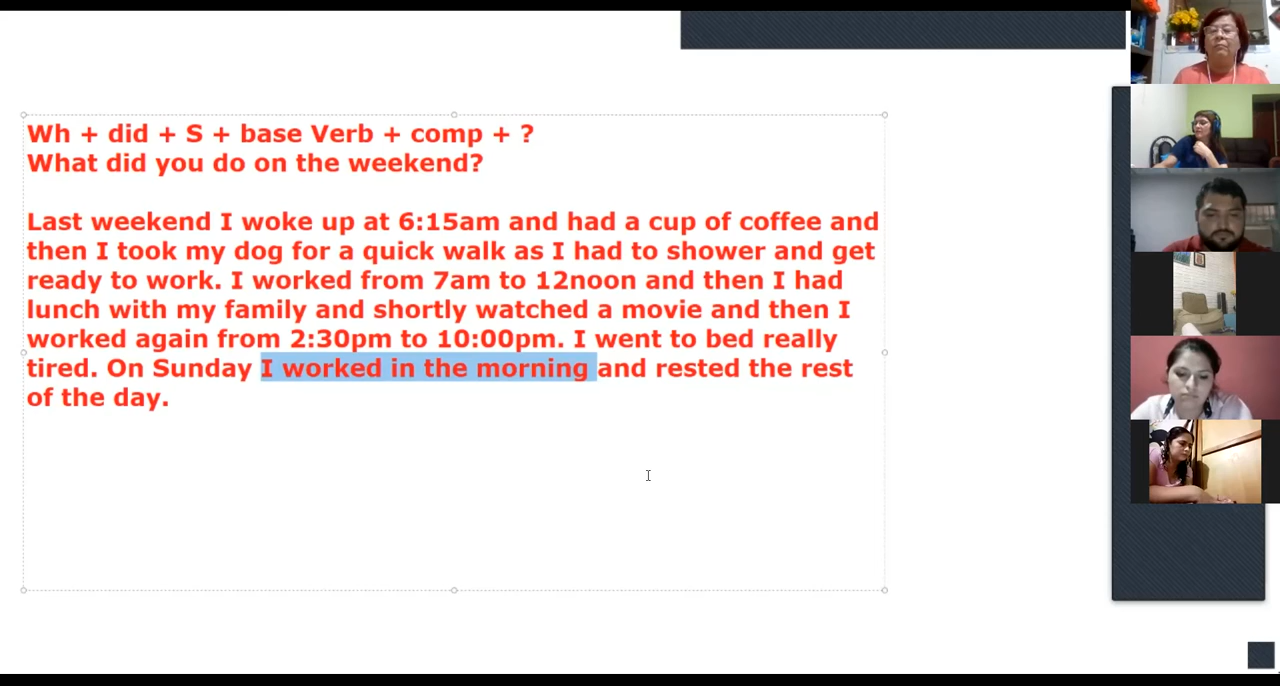 Wh + did + S + base Verb + comp + ?
What did you do on the weekend?
Last weekend I woke up at 6:15am and had a cup of coffee and
then I took my dog for a quick walk as I had to shower and get
ready to work. I worked from 7am to 12noon and then I had
lunch with my family and shortly watched a movie and then I
worked again from 2:30pm to 10:00pm. I went to bed really
tired. On Sunday I worked in the morning and rested the rest
of the day.